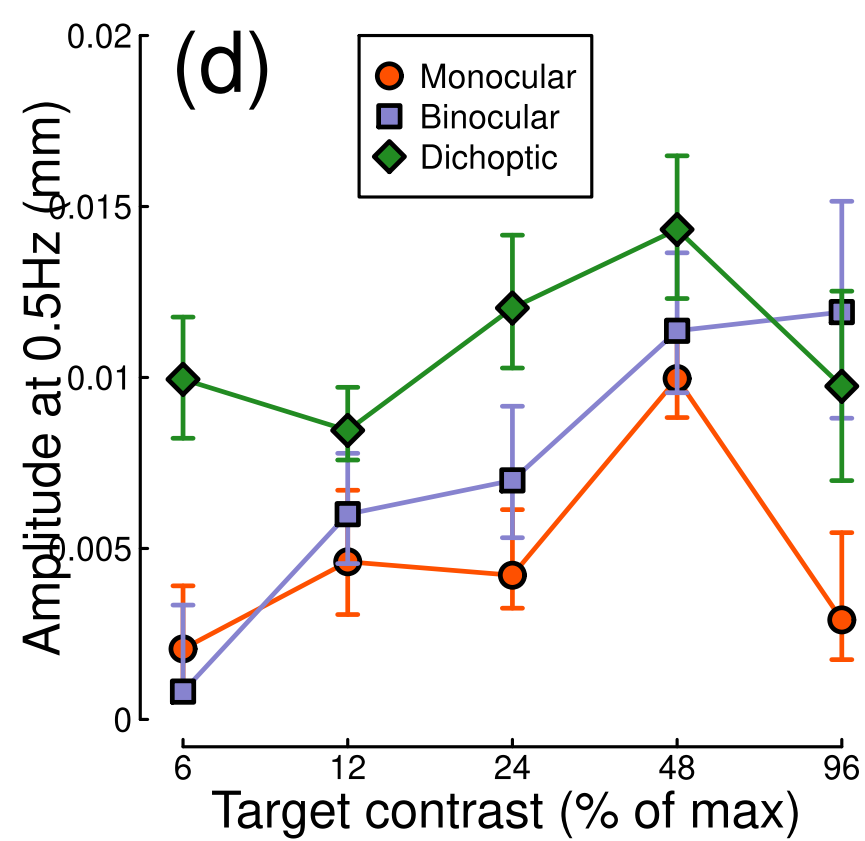 (d)
Monocular
Binocular
Dichoptic
Amplitude at 0.5Hz (mm)
0.02
0.015
0.01
0.005
0
6 12 24 48 96
Target contrast (% of max)